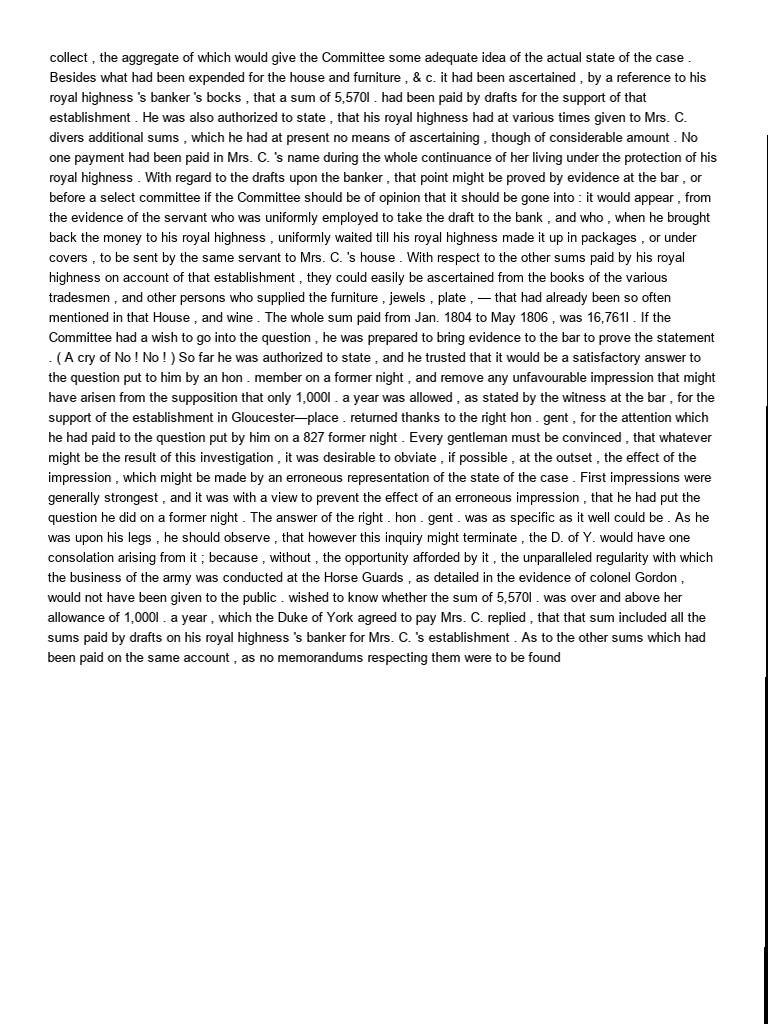 collect , the aggregate of which would give the Committee some adequate idea of the actual state of the case .
Besides what had been expended for the house and furniture , & c. it had been ascertained , by a reference to his
royal highness 's banker 's bocks , that a sum of 5,570l . had been paid by drafts for the support of that
establishment . He was also authorized to state , that his royal highness had at various times given to Mrs. C.
divers additional sums , which he had at present no means of ascertaining , though of considerable amount . No
one payment had been paid in Mrs. C. 's name during the whole continuance of her living under the protection of his
royal highness . With regard to the drafts upon the banker , that point might be proved by evidence at the bar , or
before a select committee if the Committee should be of opinion that it should be gone into : it would appear , from
the evidence of the servant who was uniformly employed to take the draft to the bank , and who , when he brought
back the money to his royal highness , uniformly waited till his royal highness made it up in packages , or under
covers , to be sent by the same servant to Mrs. C. 's house . With respect to the other sums paid by his royal
highness on account of that establishment , they could easily be ascertained from the books of the various
tradesmen , and other persons who supplied the furniture , jewels , plate , — that had already been so often
mentioned in that House , and wine . The whole sum paid from Jan. 1804 to May 1806 , was 16,761l . If the
Committee had a wish to go into the question , he was prepared to bring evidence to the bar to prove the statement
. ( A cry of No ! No ! ) So far he was authorized to state , and he trusted that it would be a satisfactory answer to
the question put to him by an hon . member on a former night , and remove any unfavourable impression that might
have arisen from the supposition that only 1,000l . a year was allowed , as stated by the witness at the bar , for the
support of the establishment in Gloucester—place . returned thanks to the right hon . gent , for the attention which
he had paid to the question put by him on a 827 former night . Every gentleman must be convinced , that whatever
might be the result of this investigation , it was desirable to obviate , if possible , at the outset , the effect of the
impression , which might be made by an erroneous representation of the state of the case . First impressions were
generally strongest , and it was with a view to prevent the effect of an erroneous impression , that he had put the
question he did on a former night . The answer of the right . hon . gent . was as specific as it well could be . As he
was upon his legs , he should observe , that however this inquiry might terminate , the D. of Y. would have one
consolation arising from it ; because , without , the opportunity afforded by it , the unparalleled regularity with which
the business of the army was conducted at the Horse Guards , as detailed in the evidence of colonel Gordon ,
would not have been given to the public . wished to know whether the sum of 5,570l . was over and above her
allowance of 1,000l . a year , which the Duke of York agreed to pay Mrs. C. replied , that that sum included all the
sums paid by drafts on his royal highness 's banker for Mrs. C. 's establishment . As to the other sums which had
been paid on the same account , as no memorandums respecting them were to be found